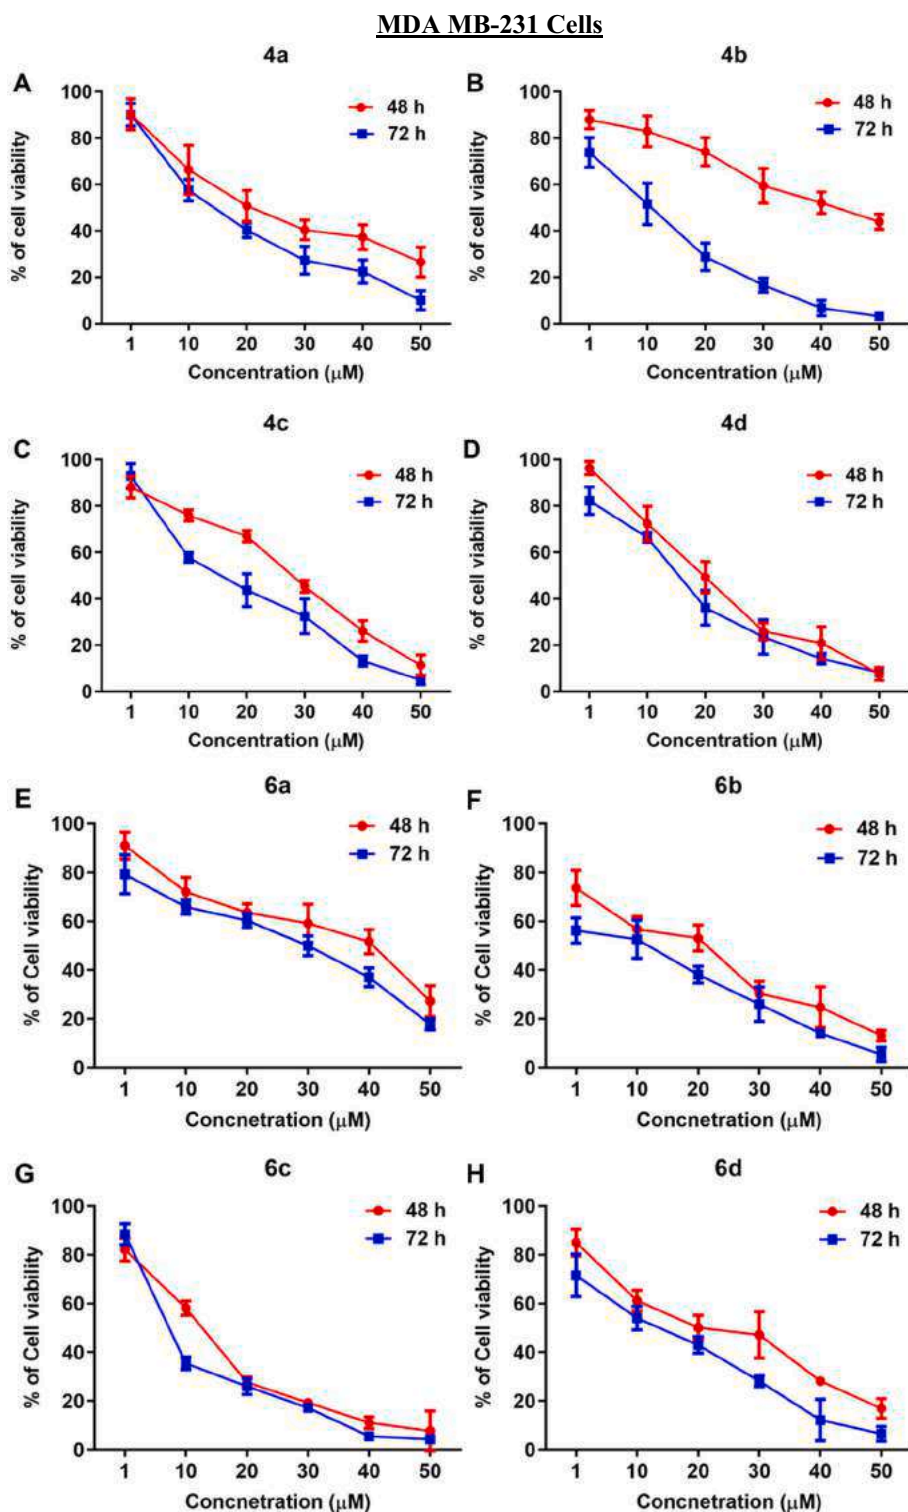 MDA MB-231 Cells
4a
4b
A
B
100
80
60
40
20
0
% of cell viability
48 h
72 h
1 10 20 30 40 50
Concentration (μM)
100
80
60
40
20
0
% of cell viability
48 h
72 h
1 10 20 30 40 50
Concentration (μM)
4c
4d
C
D
100
80
60
40
20
0
% of cell viability
48 h
72 h
1 10 20 30 40 50
Concentration (μM)
100
80
60
40
20
0
% of cell viability
48 h
72 h
1 10 20 30 40 50
Concentration (μM)
6a
6b
E
F
100
80
60
40
20
0
% of Cell viability
48 h
72 h
1 10 20 30 40 50
Concnetration (μM)
100
80
60
40
20
0
% of Cell viability
48 h
72 h
1 10 20 30 40 50
Concnetration (μM)
6c
6d
G
H
100
80
60
40
20
0
% of Cell viability
48 h
72 h
1 10 20 30 40 50
Concnetration (μM)
100
80
60
40
20
0
% of Cell viability
48 h
72 h
1 10 20 30 40 50
Concnetration (μM)